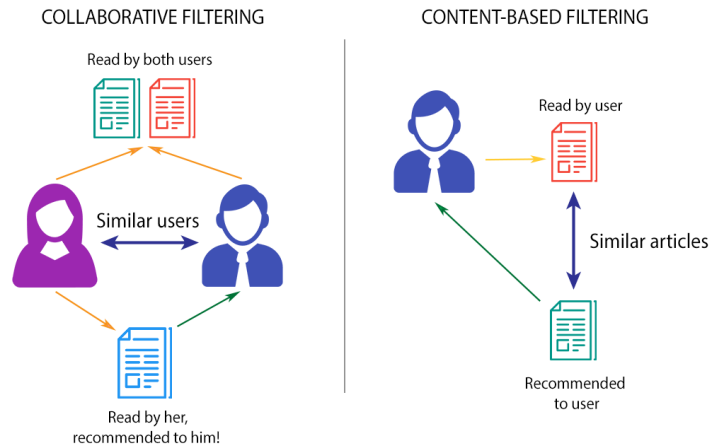 COLLABORATIVE FILTERING
Read by both users
Similar users
Read by her,
recommended to him!
CONTENT-BASED FILTERING
Read by user
Similar articles
Recommended
to user